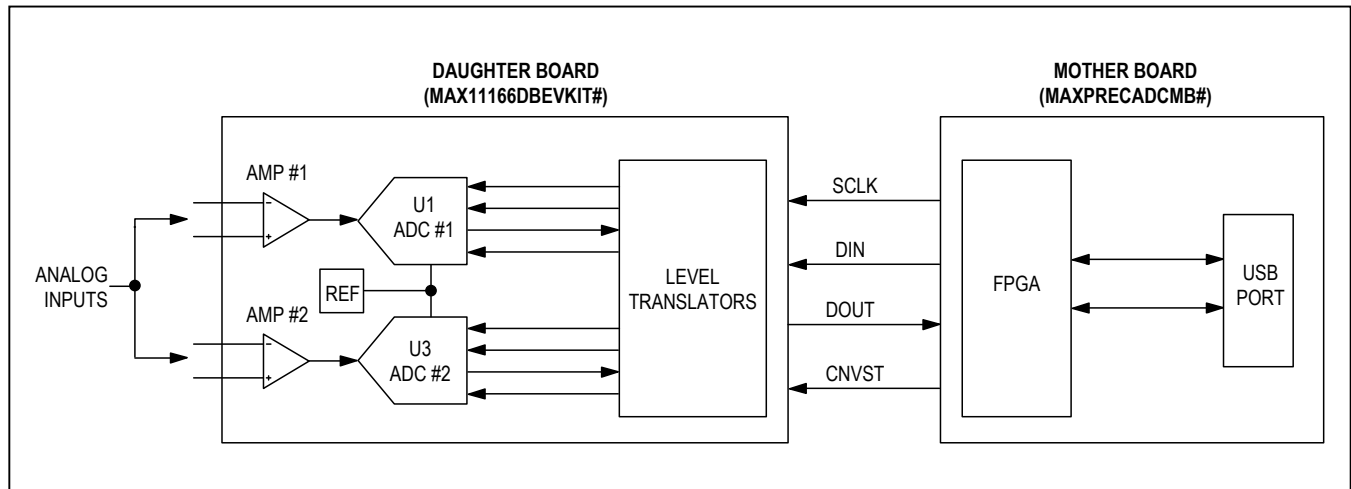 DAUGHTER BOARD
(MAX11166DBEVKIT#)
MOTHER BOARD
(MAXPRECADCMB#)
AMP #1
U1
ADC #1
ANALOG
INPUTS
REF
AMP #2
U3
ADC #2
LEVEL
TRANSLATORS
SCLK
DIN
DOUT
CNVST
FPGA
USB
PORT